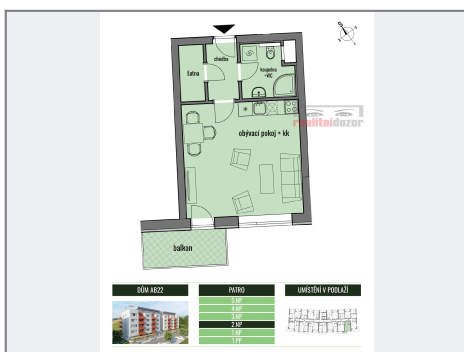 chodba
šatna
koupelna
+WC
realitnídozor
obývací pokoj + kk
balkon
DŮM AB22
PATRO
UMÍSTĚNÍ V PODLAŽÍ
5.NP
4.NP
3.NP
2.NP
1.NP
1.PP